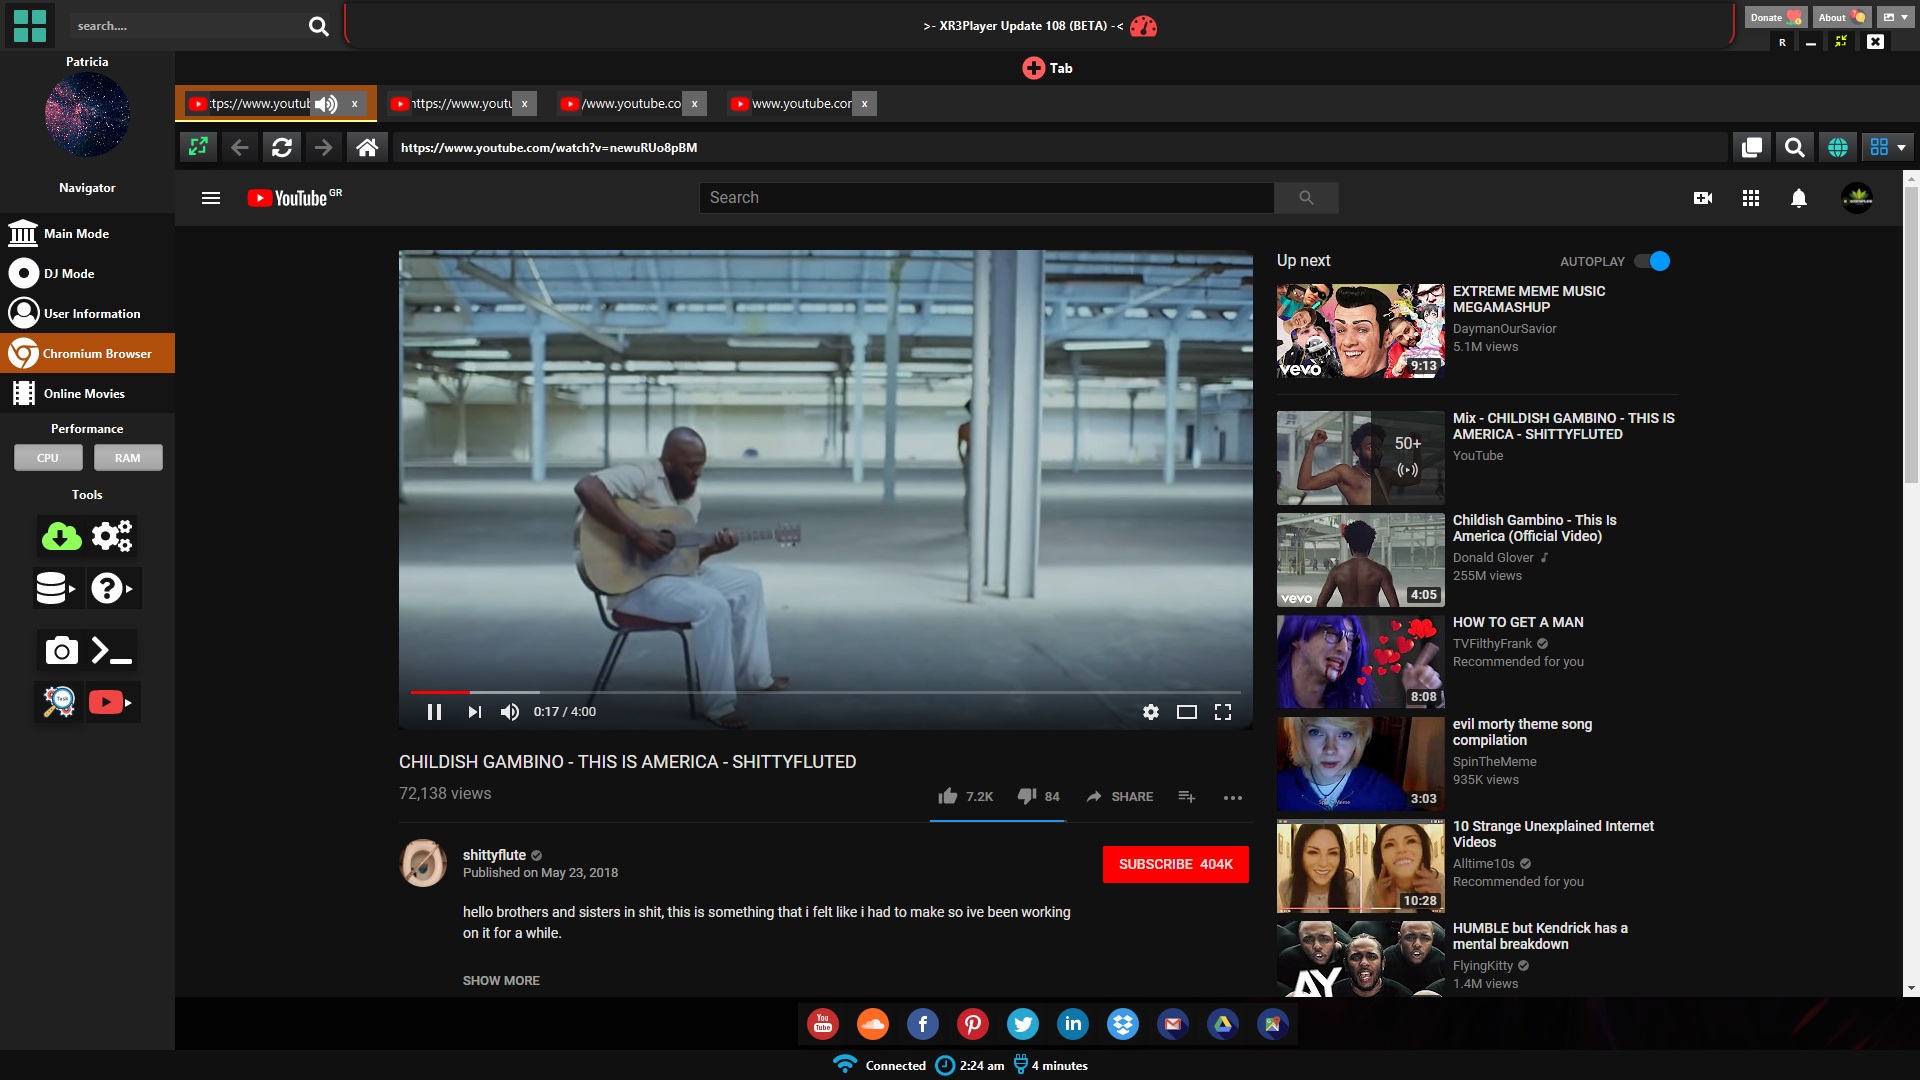 search....
>- XR3Player Update 108 (BETA) -<
Donate
About
R
Patricia
Tab
tps://www.youtub x
https://www.youtu x
/www.youtube.co x
www.youtube.cor x
https://www.youtube.com/watch?v=newuRUo8pBM
Navigator
Main Mode
DJ Mode
User Information
Chromium Browser
Online Movies
Performance
CPU RAM
Tools
YouTube GR
Search
0:17 / 4:00
CHILDISH GAMBINO - THIS IS AMERICA - SHITTYFLUTED
72,138 views
7.2K 84 SHARE
shittyflute
Published on May 23, 2018
SUBSCRIBE 404K
hello brothers and sisters in shit, this is something that i felt like i had to make so ive been working
on it for a while.
SHOW MORE
Up next
AUTOPLAY
vevo
9:13
EXTREME MEME MUSIC
MEGAMASHUP
DaymanOurSavior
5.1M views
50+
Mix - CHILDISH GAMBINO - THIS IS
AMERICA - SHITTYFLUTED
YouTube
vevo
4:05
Childish Gambino - This Is
America (Official Video)
Donald Glover
255M views
8:08
HOW TO GET A MAN
TVFilthyFrank
Recommended for you
3:03
evil morty theme song
compilation
SpinTheMeme
935K views
10:28
10 Strange Unexplained Internet
Videos
Alltime10s
Recommended for you
AY
HUMBLE but Kendrick has a
mental breakdown
FlyingKitty
1.4M views
You
Tube
Connected 2:24 am 4 minutes